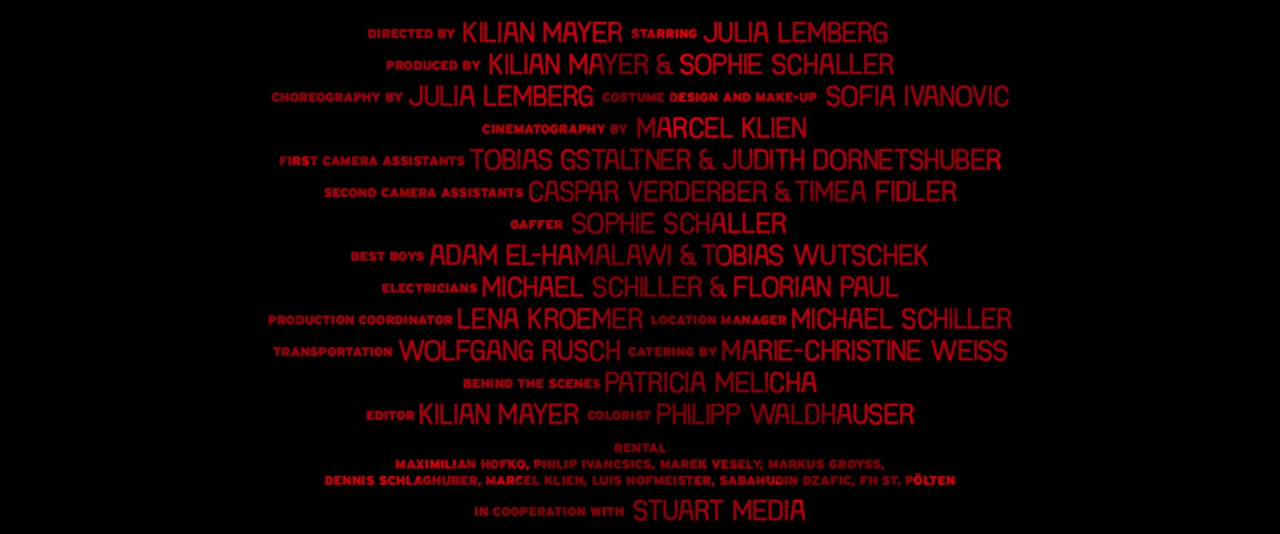 DIRECTED BY KILIAN MAYER STARRING JULIA LEMBERG
PRODUCED BY KILIAN MAYER & SOPHIE SCHALLER
CHOREOGRAPHY BY JULIA LEMBERG COSTUME DESIGN AND MAKE-UP SOFIA IVANOVIC
CINEMATOGRAPHY BY MARCEL KLIEN
FIRST CAMERA ASSISTANTS TOBIAS GSTALTNER & JUDITH DORNETSHUBER
SECOND CAMERA ASSISTANTS CASPAR VERDERBER & TIMEA FIDLER
GAFFER SOPHIE SCHALLER
BEST BOYS ADAM EL-HAMALAWI & TOBIAS WUTSCHEK
ELECTRICIANS MICHAEL SCHILLER & FLORIAN PAUL
PRODUCTION COORDINATOR LENA KROEMER LOCATION MANAGER MICHAEL SCHILLER
TRANSPORTATION WOLFGANG RUSCH CATERING BY MARIE-CHRISTINE WEISS
BEHIND THE SCENES PATRICIA MELICHA
EDITOR KILIAN MAYER COLORIST PHILIPP WALDHAUSER
RENTAL
MAXIMILIAN HOFKO, PHILIP IVANCSICS, MAREK VESELY, MARKUS GROYSS,
DENNIS SCHLAGHUBER, MARCEL KLIEN, LUIS HOFMEISTER, SABAHUDIN DZAFIC, FH ST. PÖLTEN
IN COOPERATION WITH STUART MEDIA